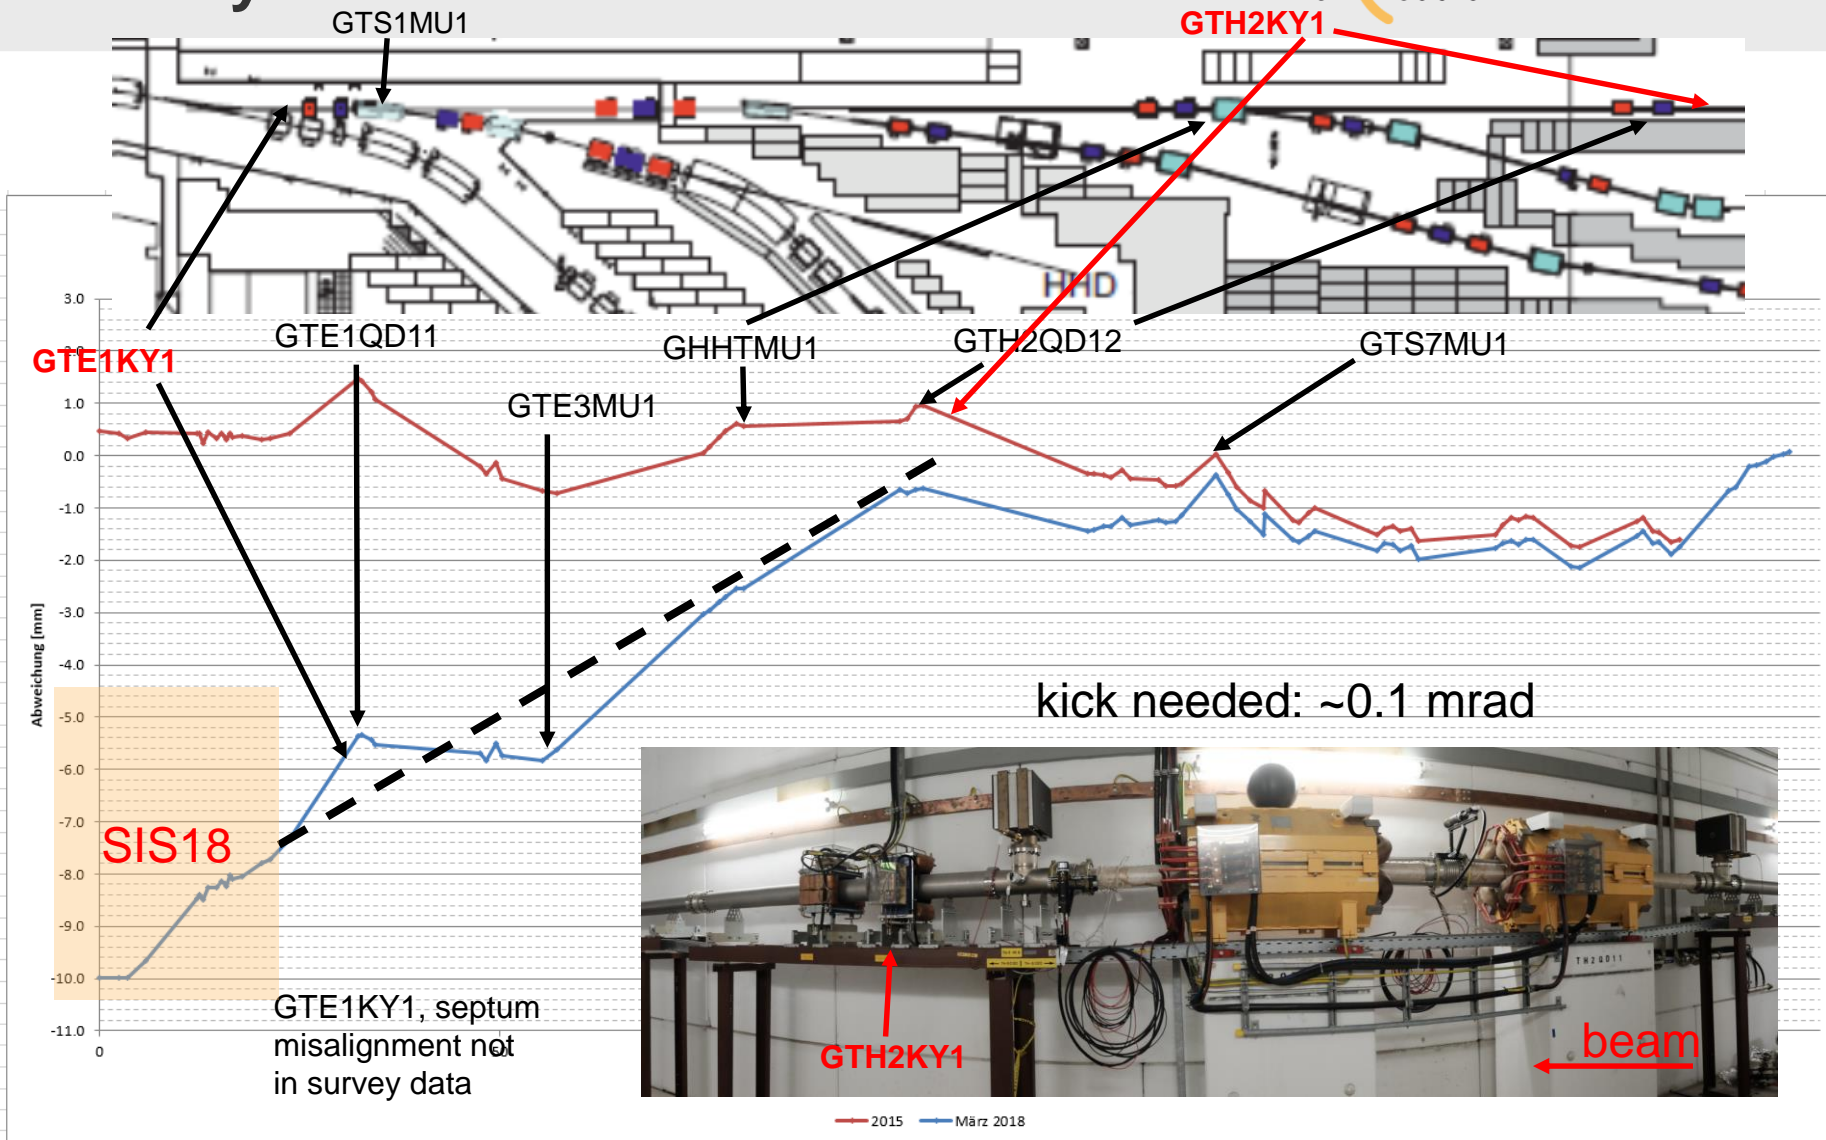 GTS1MU1
GTH2KY1
HHD
GTE1KY1
GTE1QD11
GTE3MU1
GHHTMU1
GTH2QD12
GTS7MU1
3.0
1.0
0.0
-1.0
-2.0
-3.0
-4.0
-5.0
-6.0
-7.0
-8.0
-9.0
-10.0
-11.0
Abweichung [mm]
0
SIS18
kick needed: ~0.1 mrad
GTE1KY1, septum
misalignment not
in survey data
TH2QD11
GTH2KY1
beam
2015
März 2018